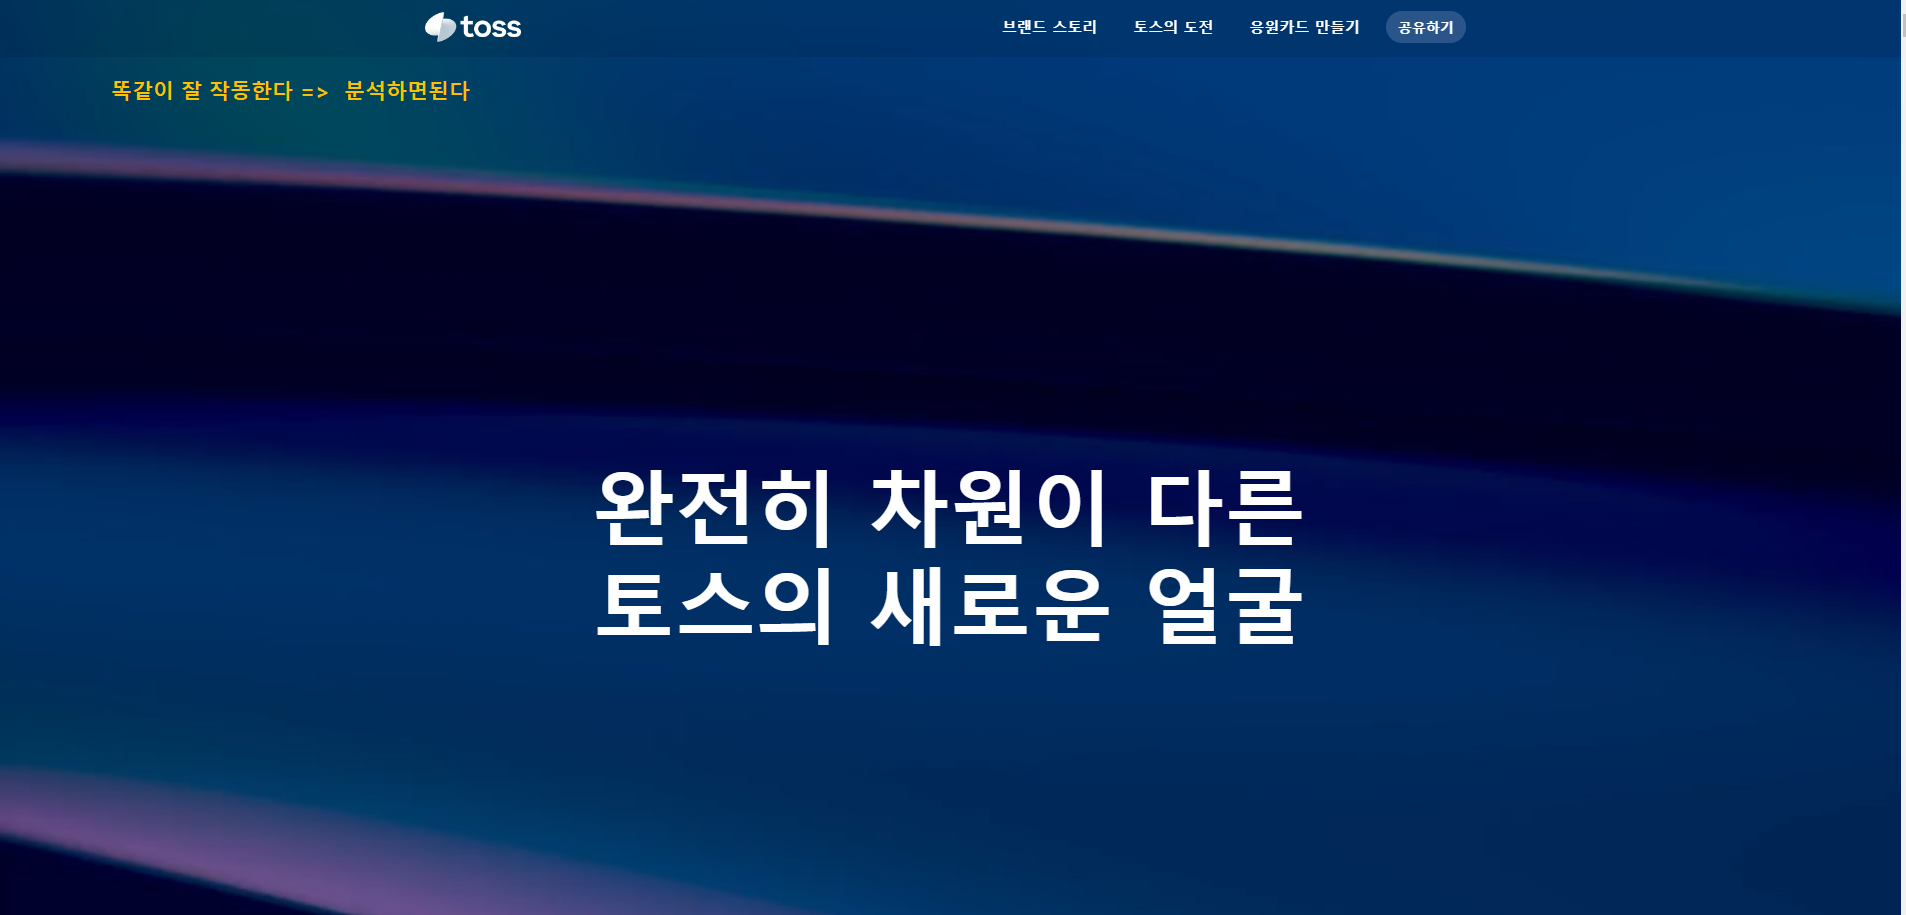 toss
브랜드 스토리
토스의 도전
응원카드 만들기
공유하기
똑같이 잘 작동한다 => 분석하면된다
완전히 차원이 다른
토스의 새로운 얼굴